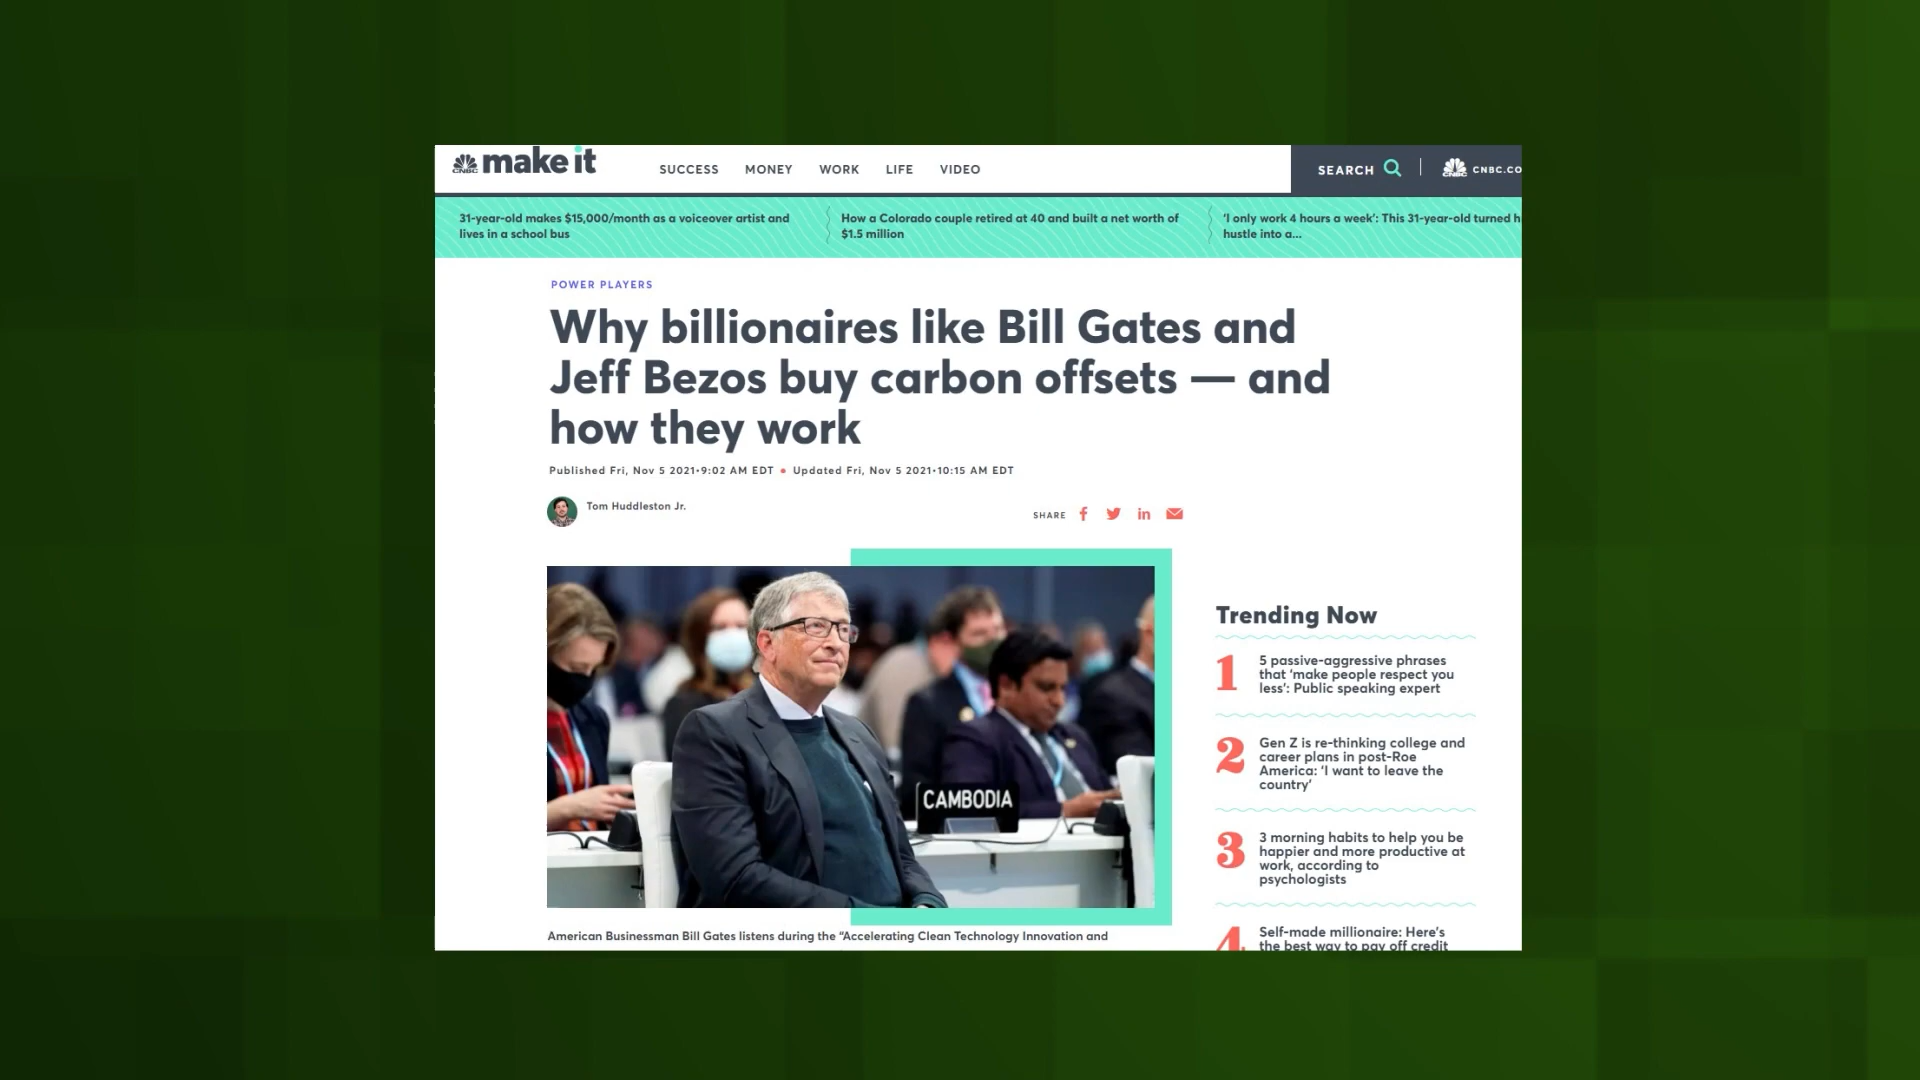 CNBC make it
SUCCESS MONEY WORK LIFE VIDEO
SEARCH
CNBC CNBC.CO
31-year-old makes $15,000/month as a voiceover artist and
lives in a school bus
How a Colorado couple retired at 40 and built a net worth of
$1.5 million
‘I only work 4 hours a week’: This 31-year-old turned h
hustle into a...
POWER PLAYERS
Why billionaires like Bill Gates and
Jeff Bezos buy carbon offsets — and
how they work
Published Fri, Nov 5 2021•9:02 AM EDT • Updated Fri, Nov 5 2021•10:15 AM EDT
Tom Huddleston Jr.
SHARE
CAMBODIA
American Businessman Bill Gates listens during the “Accelerating Clean Technology Innovation and
Trending Now
1
5 passive-aggressive phrases
that ‘make people respect you
less’: Public speaking expert
2
Gen Z is re-thinking college and
career plans in post-Roe
America: ‘I want to leave the
country’
3
3 morning habits to help you be
happier and more productive at
work, according to
psychologists
4
Self-made millionaire: Here’s
the best way to pay off credit